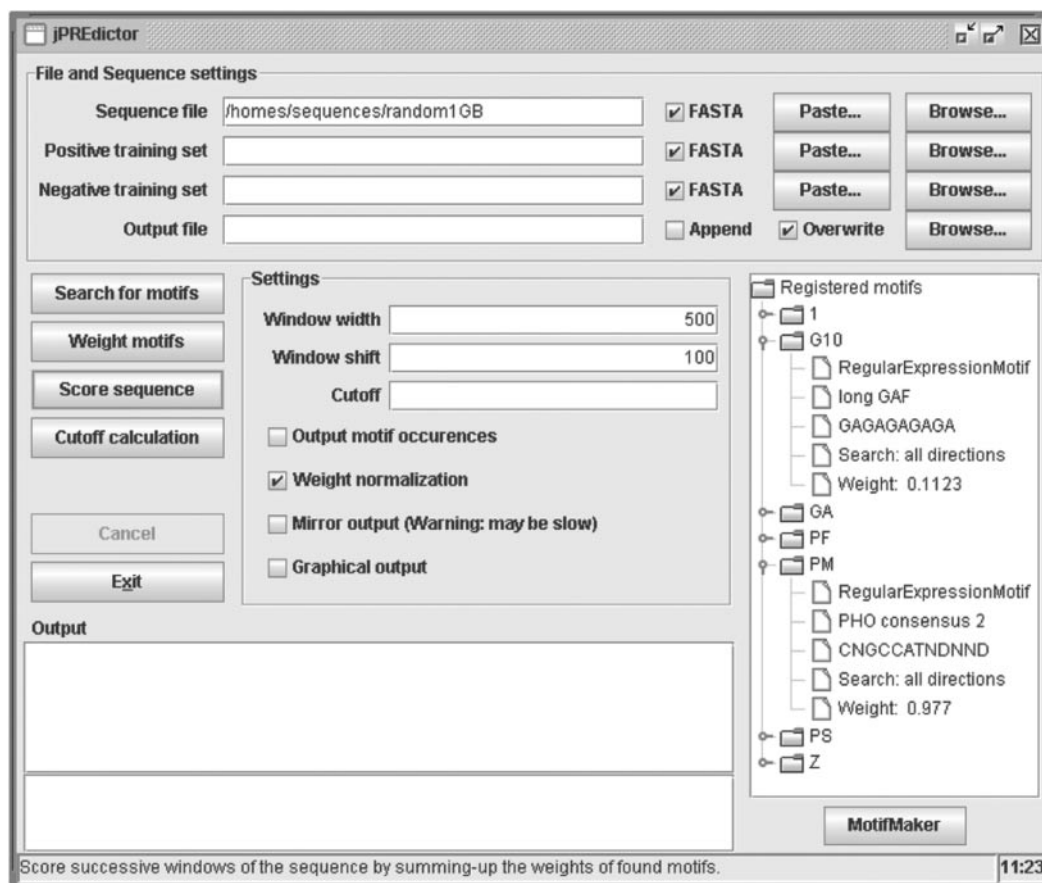 jPREdictor
File and Sequence settings
Sequence file /homes/sequences/random1GB FASTA Paste... Browse...
Positive training set FASTA Paste... Browse...
Negative training set FASTA Paste... Browse...
Output file Append Overwrite Browse...
Search for motifs
Weight motifs
Score sequence
Cutoff calculation
Cancel
Exit
Settings
Window width 500
Window shift 100
Cutoff
Output motif occurences
Weight normalization
Mirror output (Warning: may be slow)
Graphical output
Registered motifs
1
G10
RegularExpressionMotif
long GAF
GAGAGAGAGA
Search: all directions
Weight: 0.1123
GA
PF
PM
RegularExpressionMotif
PHO consensus 2
CNGCCATNDNND
Search: all directions
Weight: 0.977
PS
Z
MotifMaker
Output
Score successive windows of the sequence by summing-up the weights of found motifs. 11:23